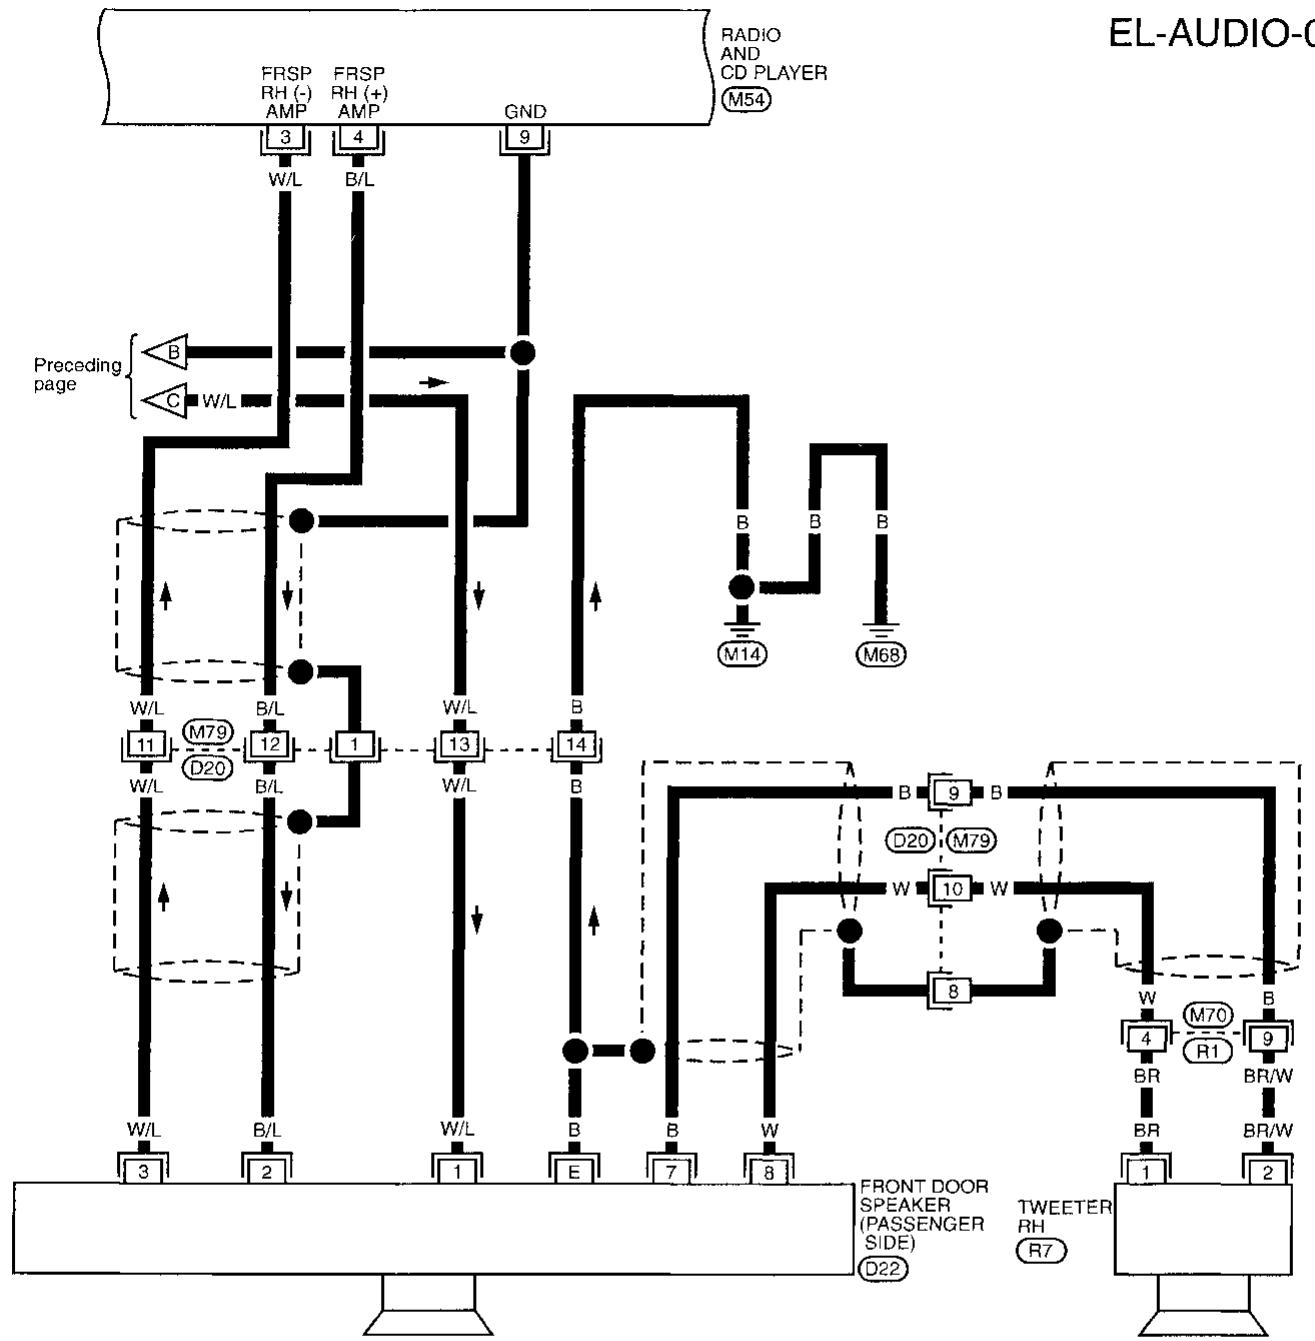 EL-AUDIO-0
RADIO
AND
CD PLAYER
M54
FRSP
RH (-)
AMP
FRSP
RH (+)
AMP
GND
3
4
9
W/L
B/L
Preceding
page
B
C
W/L
B
B
B
M14
M68
W/L
B/L
W/L
B
M79
11
12
1
13
14
D20
W/L
B/L
W/L
B
B
9
B
D20
M79
W
10
W
8
W
B
M70
4
9
R1
BR
BR/W
W/L
B/L
W/L
B
B
W
BR
BR/W
3
2
1
E
7
8
1
2
FRONT DOOR
SPEAKER
(PASSENGER
SIDE)
D22
TWEETER
RH
R7